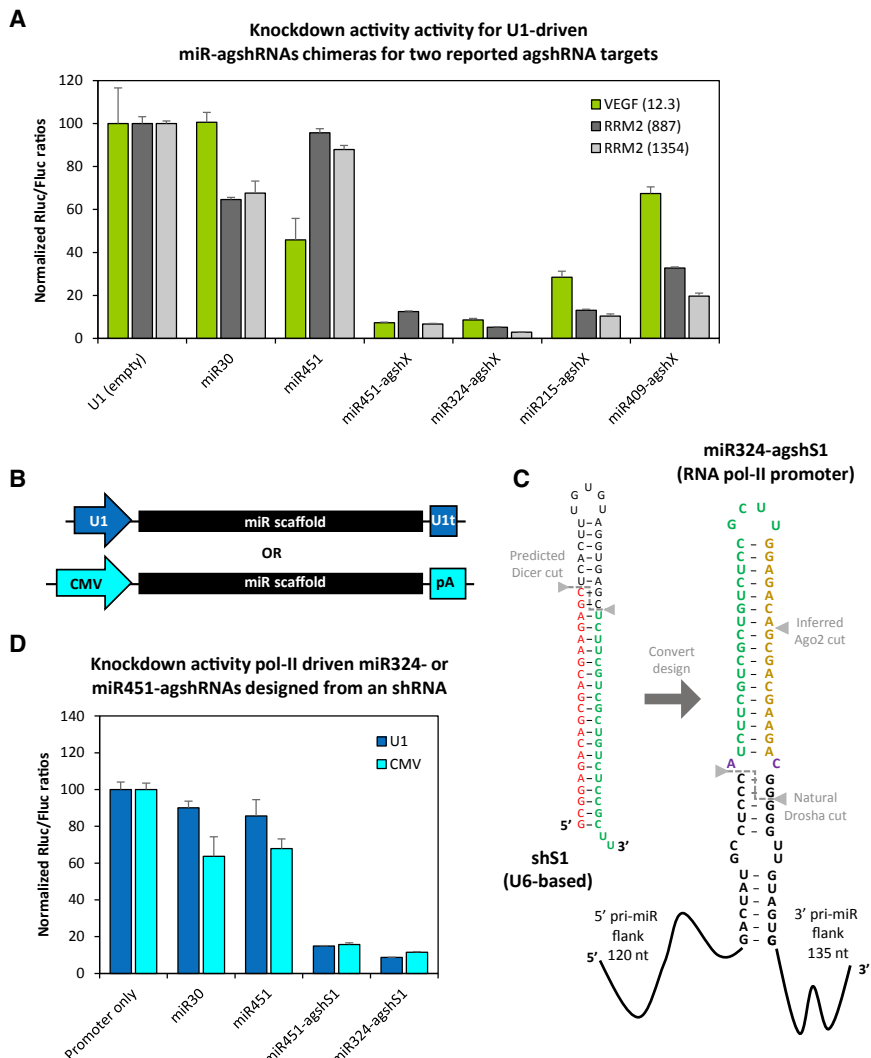 A
Knockdown activity activity for U1-driven
miR-agshRNAs chimeras for two reported agshRNA targets
Normalized Rluc/Fluc ratios
120
100
80
60
40
20
0
VEGF (12.3)
RRM2 (887)
RRM2 (1354)
U1 (empty)
miR30
miR451
miR451-agshX
miR324-agshX
miR215-agshX
miR409-agshX
B
U1
miR scaffold
U1t
OR
CMV
miR scaffold
pA
C
miR324-agshS1
(RNA pol-II promoter)
Predicted
Dicer cut
5'
U U 3'
shS1
(U6-based)
Convert
design
G C U U
CCUCUGUCGCUGCUUCU
GGAGACAGCGACGAAGA
A
C
Inferred
Ago2 cut
Natural
Drosha cut
5' pri-miR
flank
120 nt
5'
3' pri-miR
flank
135 nt
3'
D
Knockdown activity pol-II driven miR324- or
miR451-agshRNAs designed from an shRNA
Normalized Rluc/Fluc ratios
140
120
100
80
60
40
20
0
U1
CMV
Promoter only
miR30
miR451
miR451-agshS1
miR324-agshS1